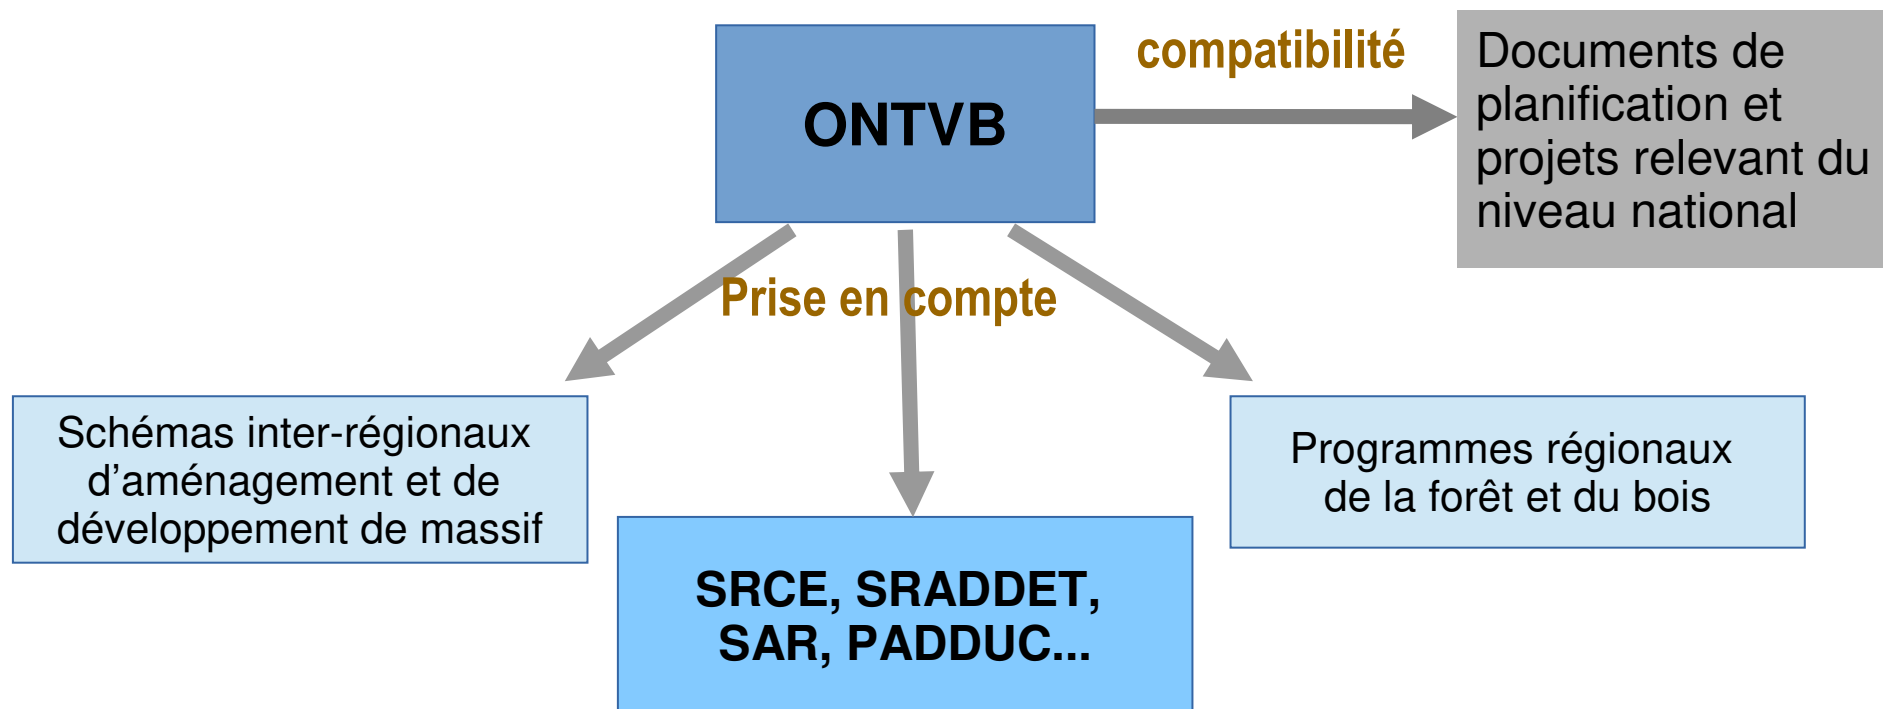 ONTVB
compatibilité
Documents de
planification et
projets relevant du
niveau national
Prise en compte
Schémas inter-régionaux
d’aménagement et de
développement de massif
SRCE, SRADDET,
SAR, PADDUC...
Programmes régionaux
de la forêt et du bois